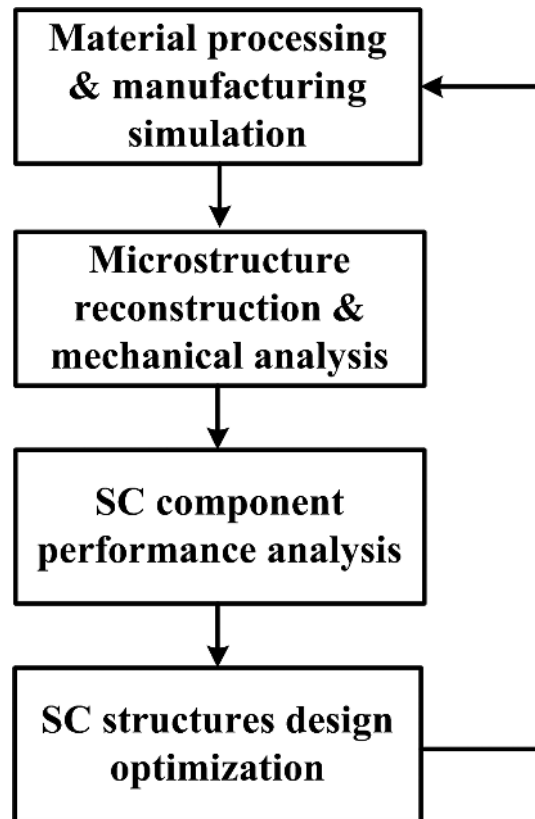 Material processing
& manufacturing
simulation
Microstructure
reconstruction &
mechanical analysis
SC component
performance analysis
SC structures design
optimization